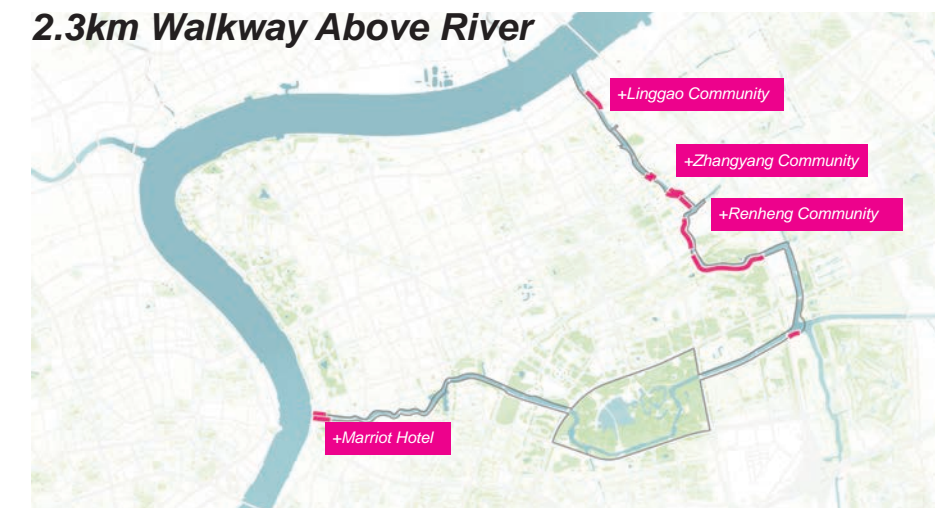 2.3km Walkway Above River
+Linggao Community
+Zhangyang Community
+Renheng Community
+Marriot Hotel